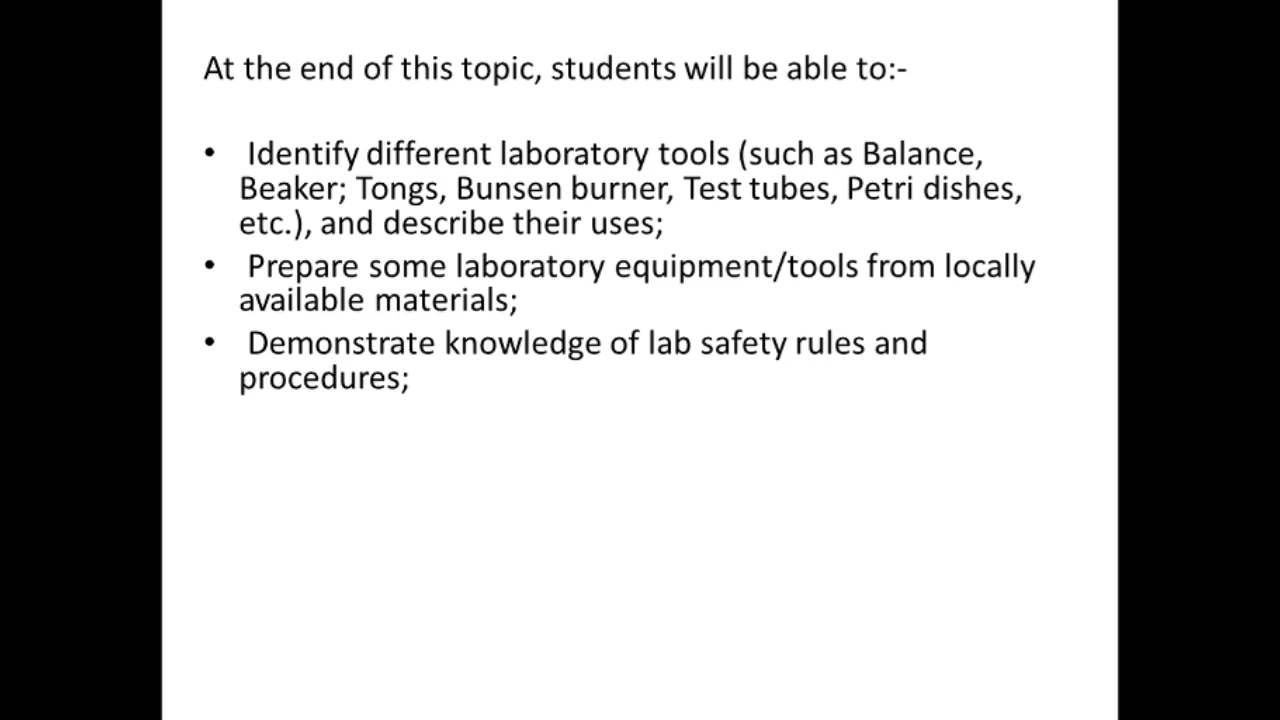 At the end of this topic, students will be able to:-
• Identify different laboratory tools (such as Balance,
Beaker; Tongs, Bunsen burner, Test tubes, Petri dishes,
etc.), and describe their uses;
• Prepare some laboratory equipment/tools from locally
available materials;
• Demonstrate knowledge of lab safety rules and
procedures;